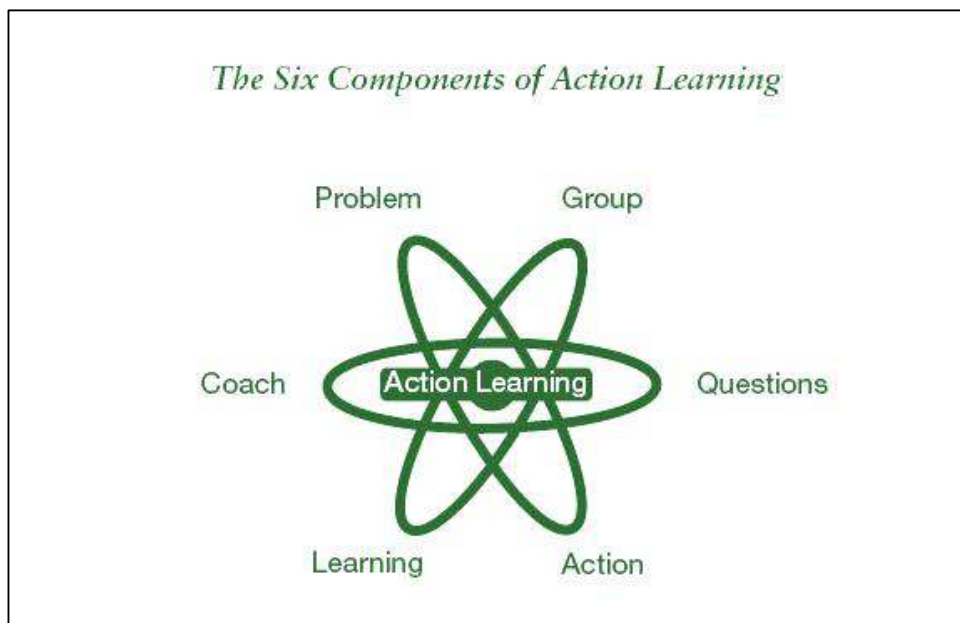 The Six Components of Action Learning
Problem
Group
Coach
Action Learning
Questions
Learning
Action